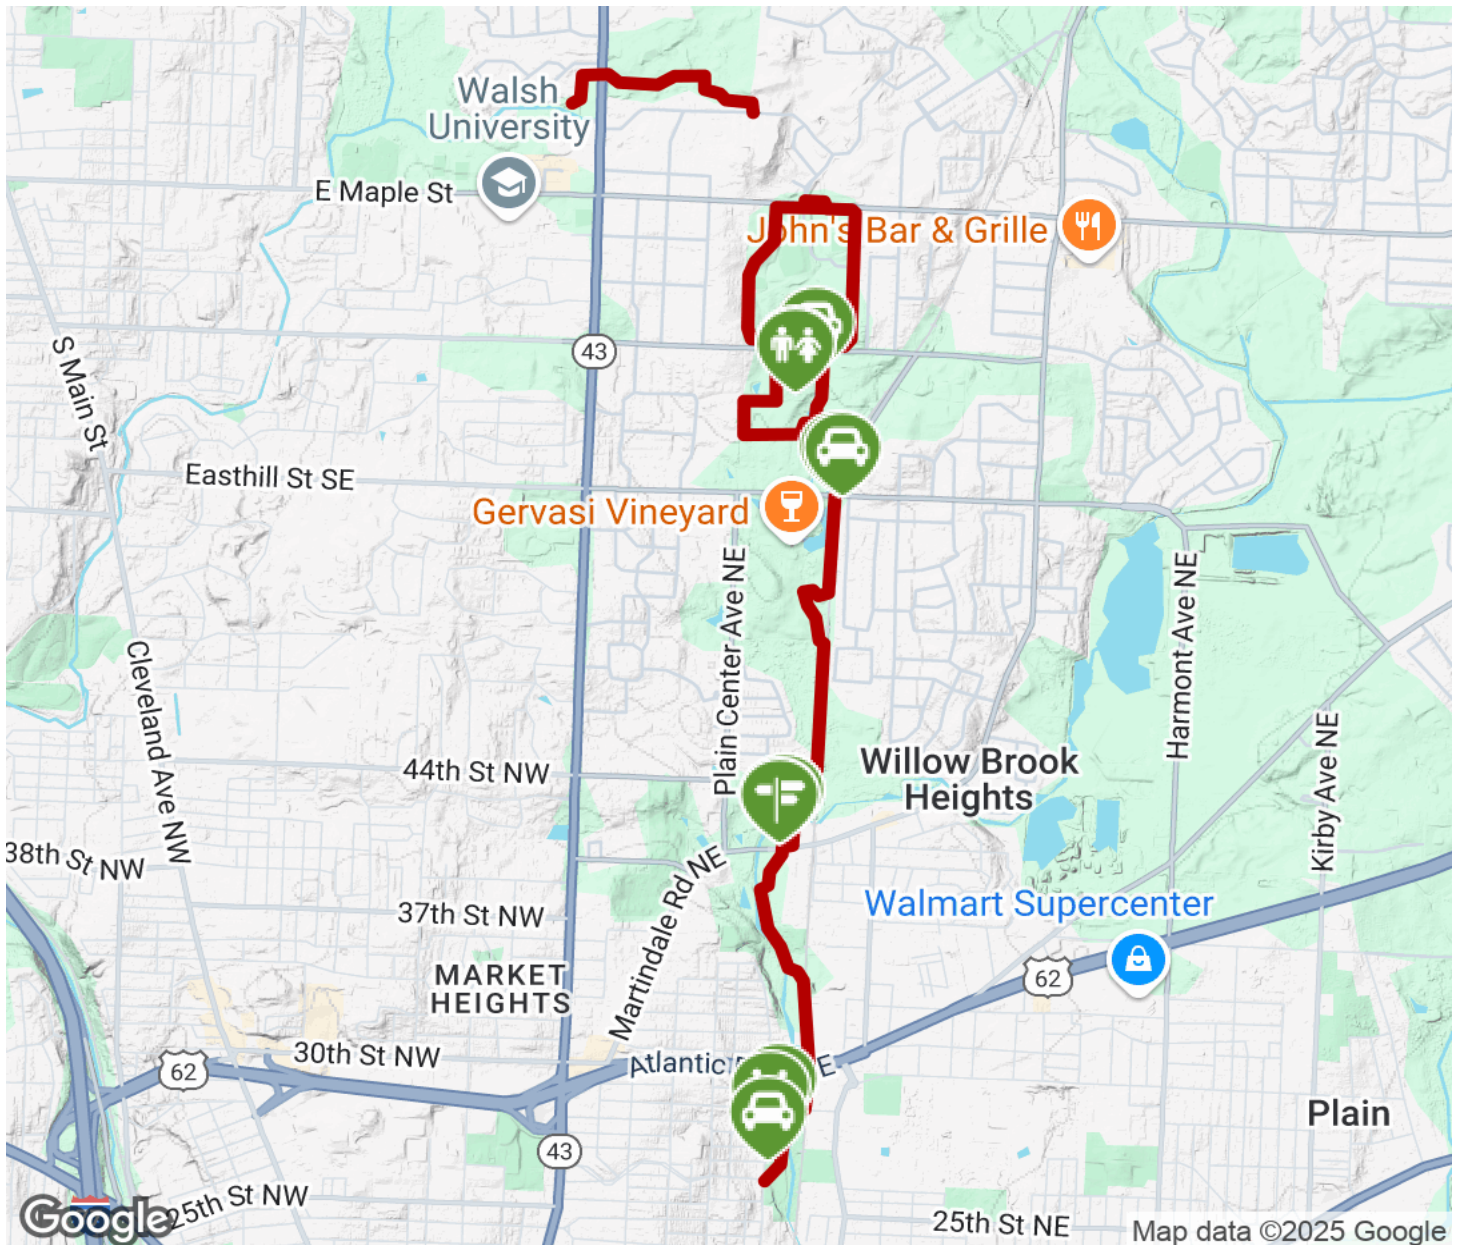 Walsh
University
E Maple St
John's Bar & Grille
43
S Main St
Easthill St SE
Gervasi Vineyard
Plain Center Ave NE
Harmont Ave NE
Cleveland Ave NW
44th St NW
Willow Brook
Heights
Kirby Ave NE
38th St NW
Martindale Rd NE
37th St NW
Walmart Supercenter
MARKET
HEIGHTS
62
30th St NW
62
Atlantic
E
Plain
43
25th St NW
25th St NE
Google
Map data ©2025 Google